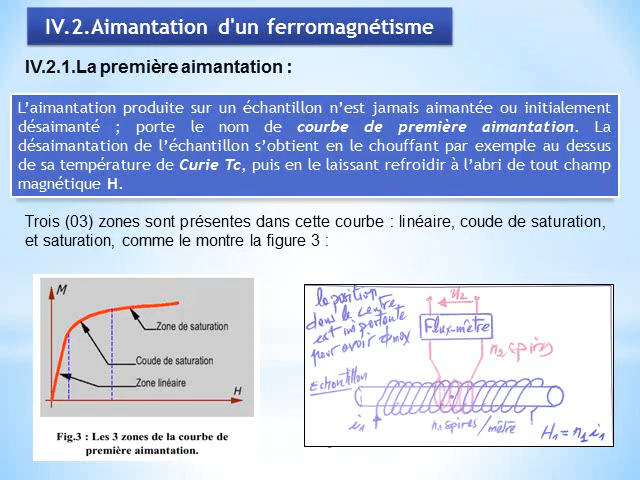 IV.2.Aimantation d'un ferromagnétisme
IV.2.1.La première aimantation :
L'aimantation produite sur un échantillon n'est jamais aimantée ou initialement
désaimanté ; porte le nom de courbe de première aimantation. La
désaimantation de l'échantillon s'obtient en le chouffant par exemple au dessus
de sa température de Curie Tc, puis en le laissant refroidir à l'abri de tout champ
magnétique H.
Trois (03) zones sont présentes dans cette courbe : linéaire, coude de saturation,
et saturation, comme le montre la figure 3 :
M
Zone de saturation
Coude de saturation
Zone linéaire
H
Fig.3 : Les 3 zones de la courbe de
première aimantation.
la position
dans le centre
est importante
pour avoir ϕmax
u2
Flux-mètre
n2 spires
Echantillon
i1
n1 spires/mètre
H1 = n1 i1